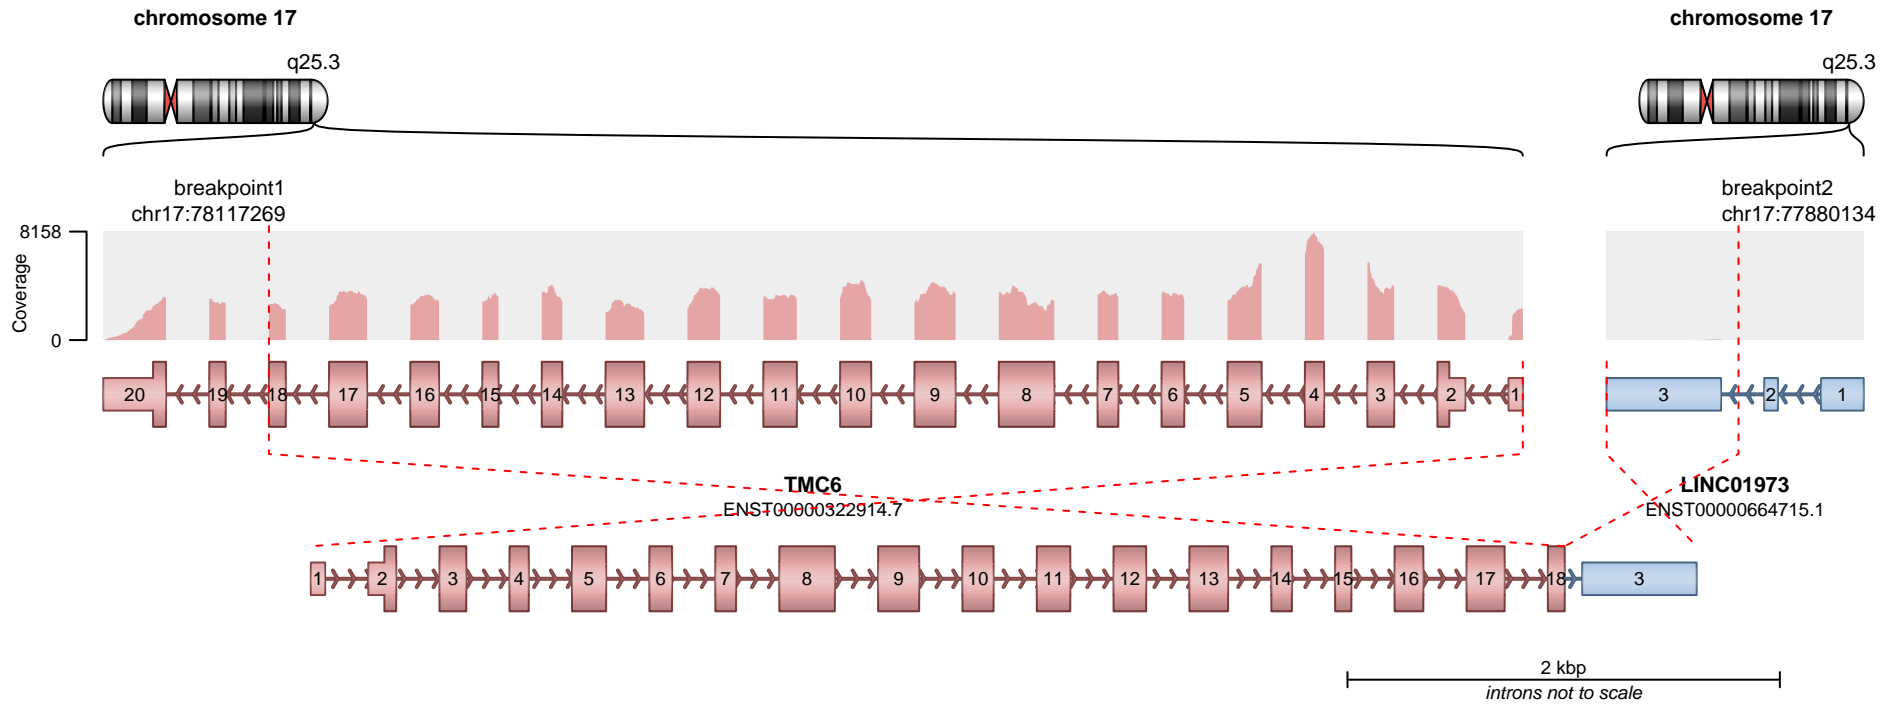 chromosome 17
chromosome 17
q25.3
q25.3
breakpoint1
chr17:78117269
breakpoint2
chr17:77880134
8158
Coverage
0
20 19 18 17 16 15 14 13 12 11 10 9 8 7 6 5 4 3 2 1
3 2 1
TMC6
ENST00000322914.7
LINC01973
ENST00000664715.1
1 2 3 4 5 6 7 8 9 10 11 12 13 14 15 16 17 18 3
2 kbp
introns not to scale